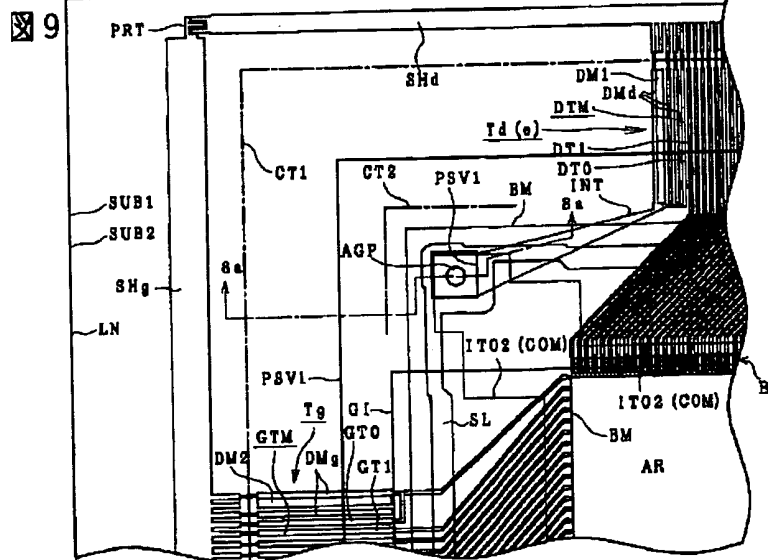 図9
PRT
SHd
DM1
DMd
DTM
Td (e)
DT1
DT0
CT1
CT2
PSV1
BM
8a
INT
SUB1
SUB2
AGP
8a
SHg
LN
ITO2 (COM)
PSV1
Tg
GI
GTM
GT0
DM2
DMg
SL
GT1
BM
ITO2 (COM)
AR